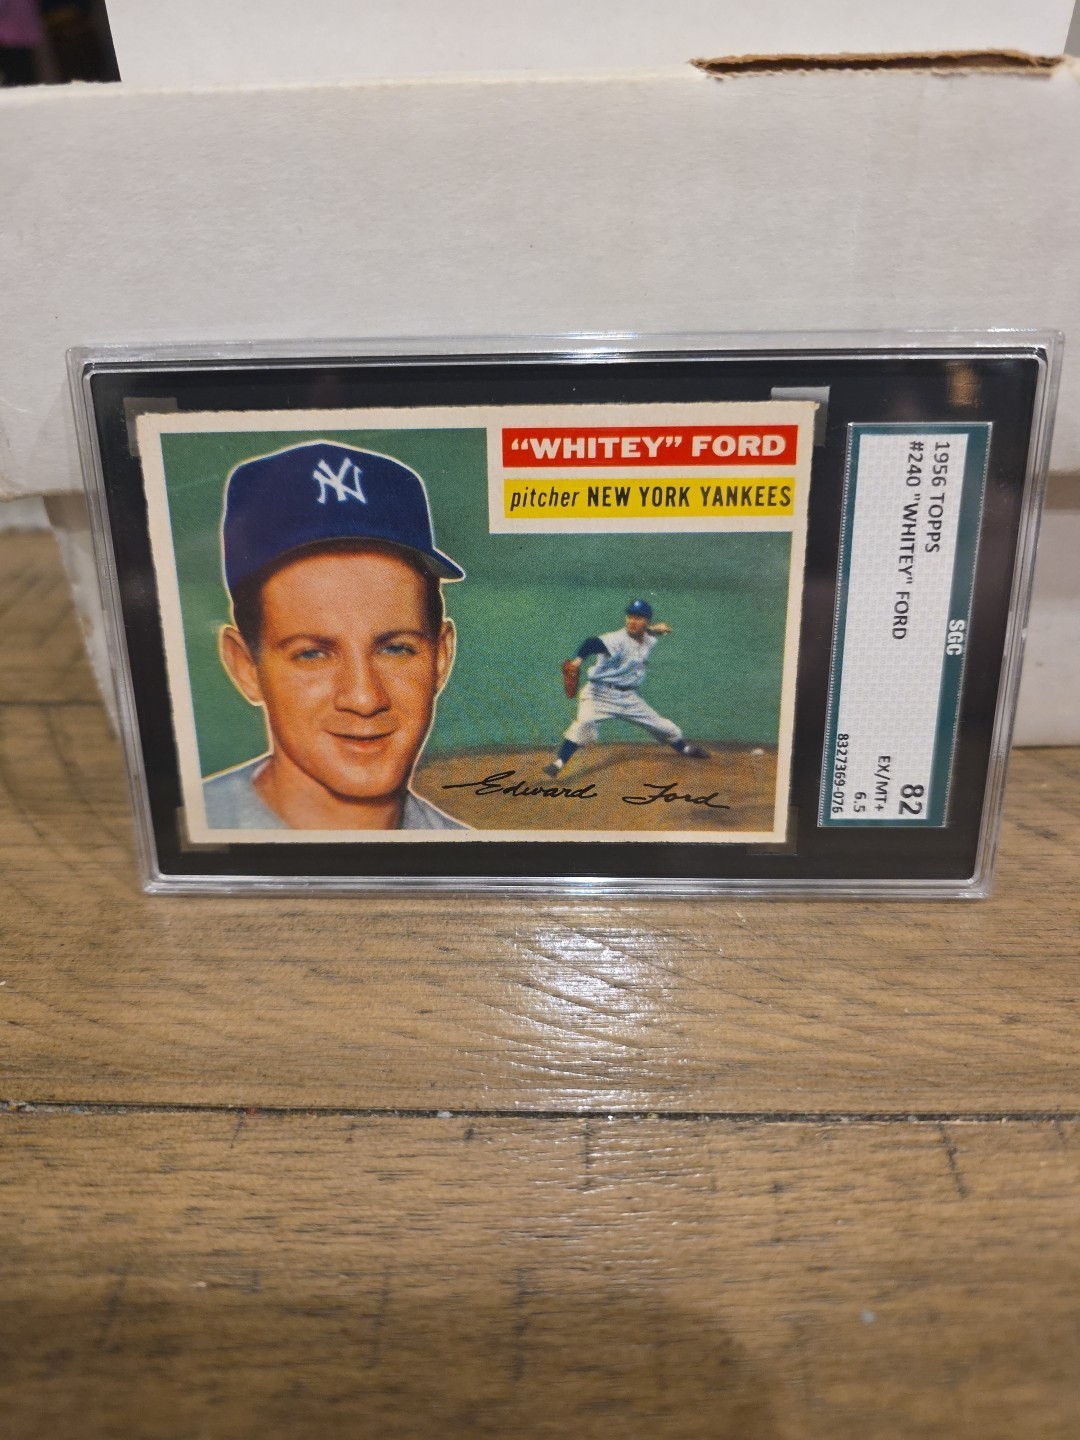 “WHITEY” FORD
pitcher NEW YORK YANKEES
NY
Edward Ford
1956 TOPPS
#240 "WHITEY" FORD
SGC
82
EX/MT+
6.5
8327369-076